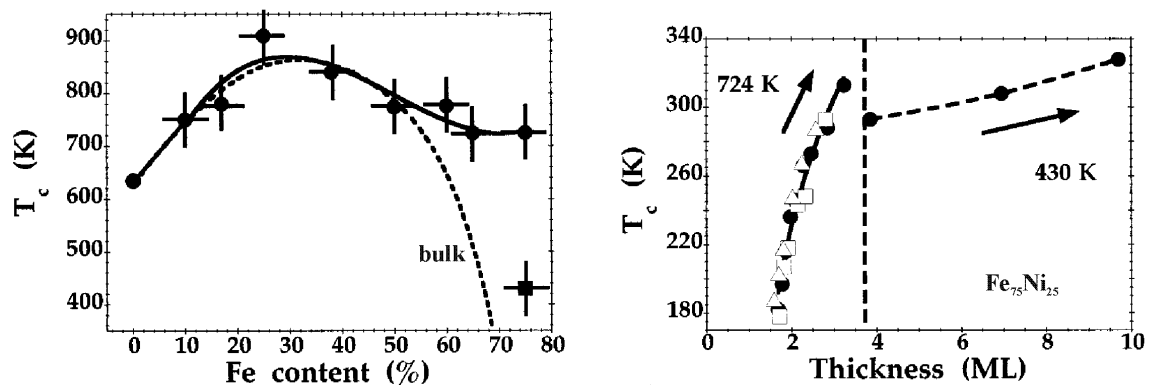 900
800
700
600
500
400
T_c (K)
bulk
0 10 20 30 40 50 60 70 80
Fe content (%)
340
300
260
220
180
T_c (K)
724 K
430 K
Fe₇₅Ni₂₅
0 2 4 6 8 10
Thickness (ML)